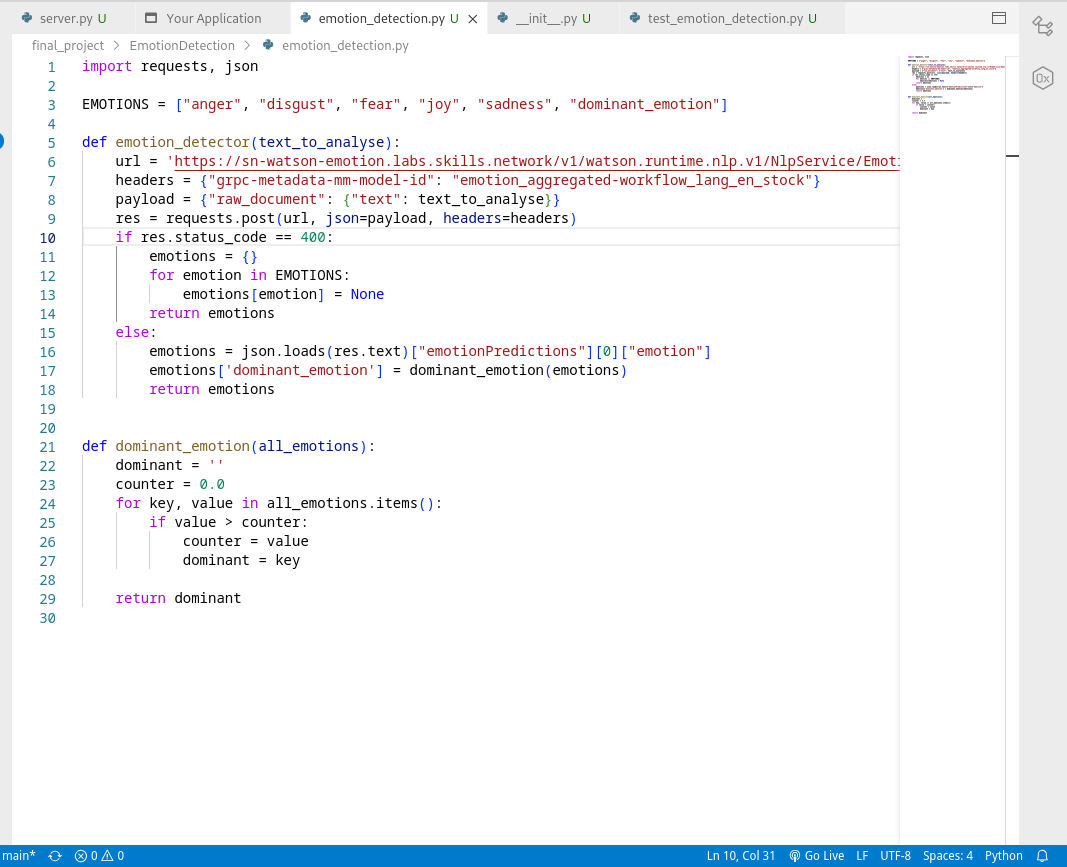 server.py U Your Application emotion_detection.py U __init__.py U test_emotion_detection.py U
final_project EmotionDetection emotion_detection.py
1 import requests, json
2
3 EMOTIONS = ["anger", "disgust", "fear", "joy", "sadness", "dominant_emotion"]
4
5 def emotion_detector(text_to_analyse):
6     url = 'https://sn-watson-emotion.labs.skills.network/v1/watson.runtime.nlp.v1/NlpService/Emoti
7     headers = {"grpc-metadata-mm-model-id": "emotion_aggregated-workflow_lang_en_stock"}
8     payload = {"raw_document": {"text": text_to_analyse}}
9     res = requests.post(url, json=payload, headers=headers)
10     if res.status_code == 400:
11         emotions = {}
12         for emotion in EMOTIONS:
13             emotions[emotion] = None
14         return emotions
15     else:
16         emotions = json.loads(res.text)["emotionPredictions"][0]["emotion"]
17         emotions['dominant_emotion'] = dominant_emotion(emotions)
18         return emotions
19
20
21 def dominant_emotion(all_emotions):
22     dominant = ''
23     counter = 0.0
24     for key, value in all_emotions.items():
25         if value > counter:
26             counter = value
27             dominant = key
28
29     return dominant
30
0x
main* 0 0 Ln 10, Col 31 Go Live LF UTF-8 Spaces: 4 Python